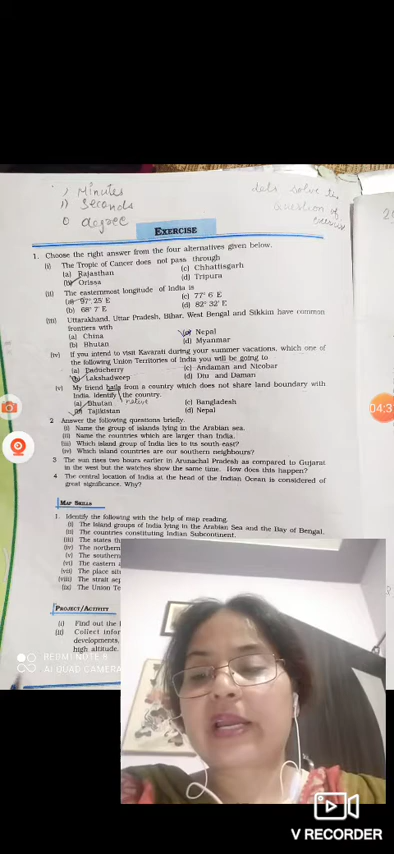 , Minutes
1) Seconds
0 degree
EXERCISE
1. Choose the right answer from the four alternatives given below.
(i) The Tropic of Cancer does not pass through
(a) Rajasthan (c) Chhattisgarh
(b) Orissa (d) Tripura
(ii) The easternmost longitude of India is
(a) 97° 25' E (c) 77° 6' E
(b) 68° 7' E (d) 82° 32' E
(iii) Uttarakhand, Uttar Pradesh, Bihar, West Bengal and Sikkim have common
frontiers with
(a) China Nepal
(b) Bhutan (d) Myanmar
(iv) If you intend to visit Kavarati during your summer vacations, which one of
the following Union Territories of India you will be going to
(a) Puducherry (c) Andaman and Nicobar
(b) Lakshadweep (d) Diu and Daman
(v) My friend hails from a country which does not share land boundary with
India. Identify the country.
native
(a) Bhutan (c) Bangladesh
(b) Tajikistan (d) Nepal
2 Answer the following questions briefly.
(i) Name the group of islands lying in the Arabian sea.
(ii) Name the countries which are larger than India.
(iii) Which island group of India lies to its south-east?
(iv) Which island countries are our southern neighbours?
3 The sun rises two hours earlier in Arunachal Pradesh as compared to Gujarat
in the west but the watches show the same time. How does this happen?
4 The central location of India at the head of the Indian Ocean is considered of
great significance. Why?
MAP SKILLS
1. Identify the following with the help of map reading.
(i) The Island groups of India lying in the Arabian Sea and the Bay of Bengal.
(ii) The countries constituting Indian Subcontinent.
(iii) The states
(iv) The northern
(v) The southern
(vi) The eastern
(vii) The place
(viii) The strait
(ix) The Union
PROJECT/ACTIVITY
(i) Find out the
(ii) Collect
developments,
high altitude.
REDMI NOTE 8
AI QUAD CAMERA
V RECORDER